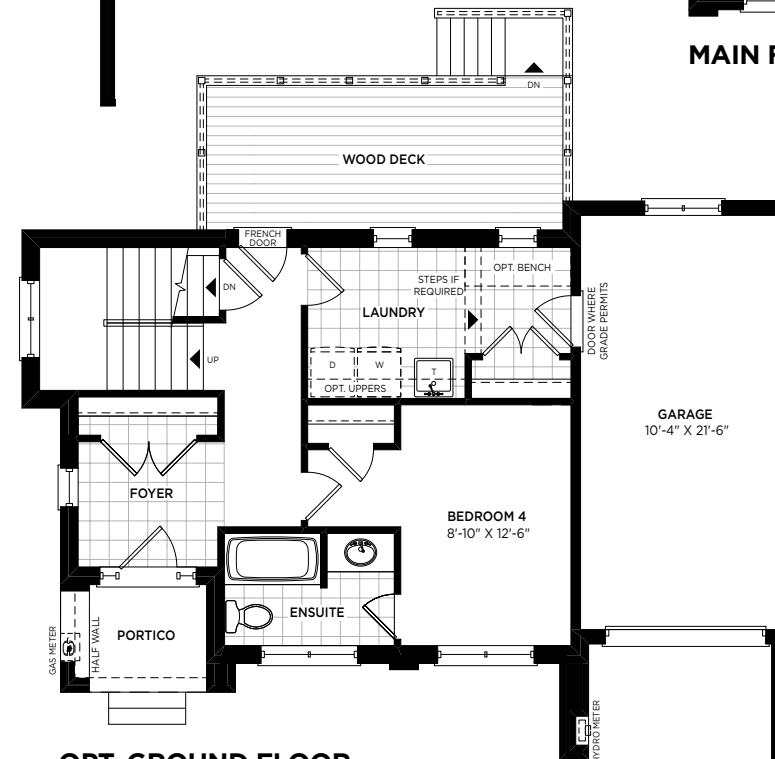 MAIN F
DN
WOOD DECK
FRENCH
DOOR
OPT. BENCH
STEPS IF
REQUIRED
DN
LAUNDRY
DOOR WHERE
GRADE PERMITS
UP
D
W
T
OPT. UPPERS
GARAGE
10'-4" X 21'-6"
FOYER
BEDROOM 4
8'-10" X 12'-6"
ENSUITE
PORTICO
HALF WALL
GAS METER
HYDRO METER
OPT. GROUND FLOOR